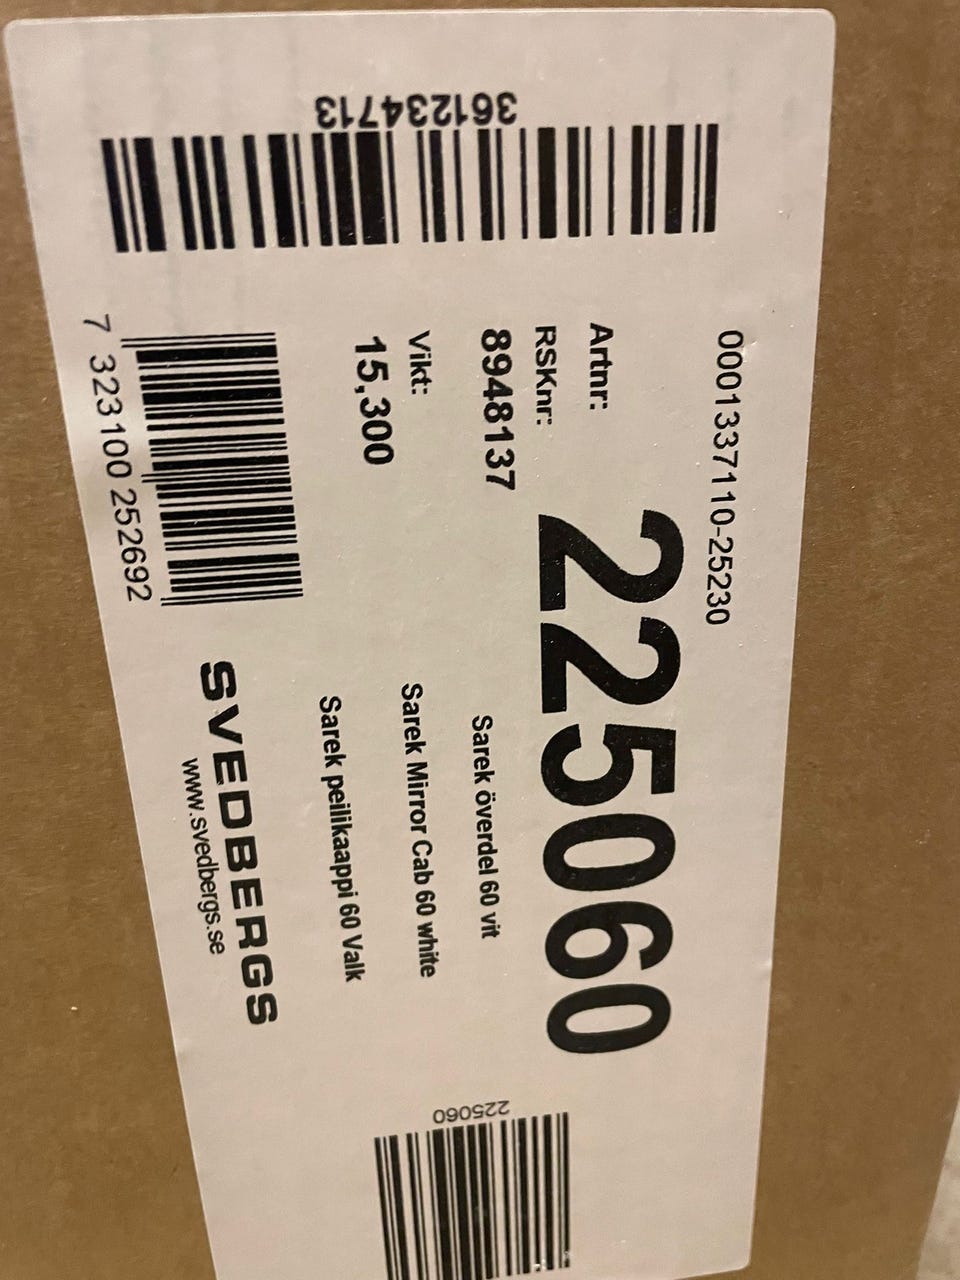 0001337110-25230
Artnr:
225060
RSKnr:
8948137
Sarek överdel 60 vit
Vikt:
Sarek Mirror Cab 60 white
15,300
Sarek peilikaappi 60 Valk
SVEDBERGS
www.svedbergs.se
7 323100 252692
361234713
225060